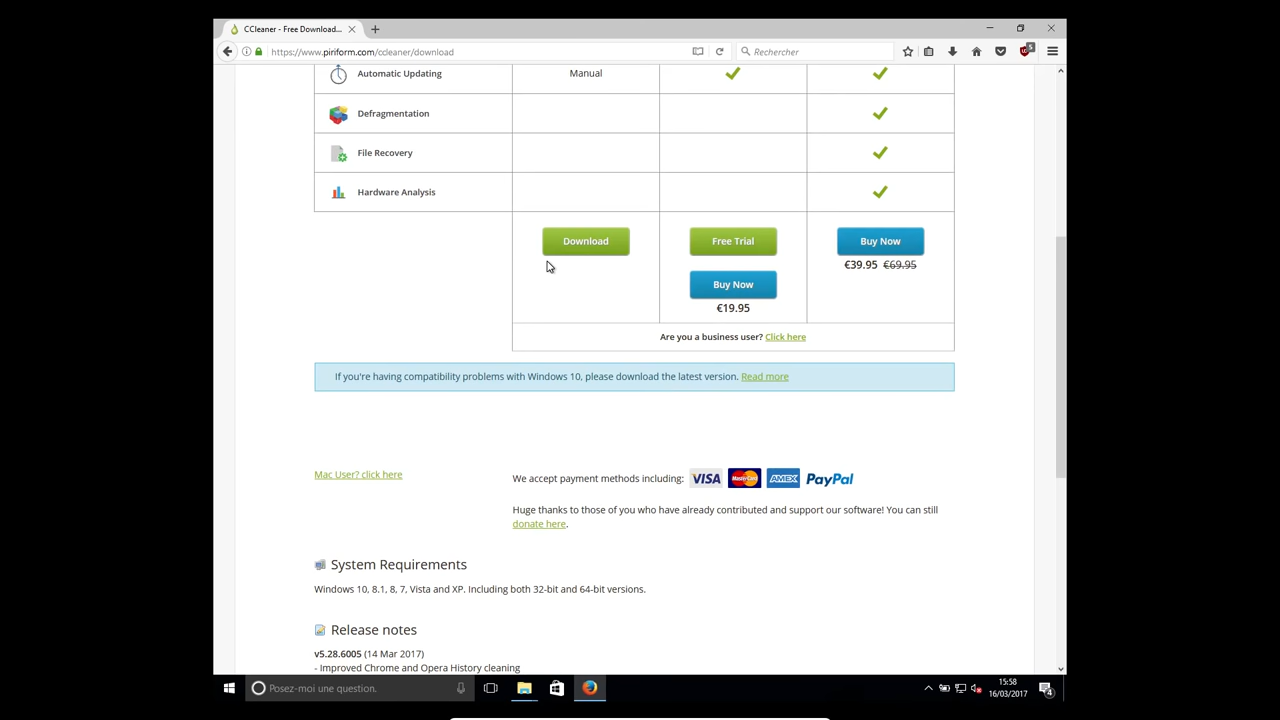 CCleaner - Free Download...
https://www.piriform.com/ccleaner/download
Rechercher
5
Automatic Updating
Manual
Defragmentation
File Recovery
Hardware Analysis
Download
Free Trial
Buy Now
€39.95 €69.95
Buy Now
€19.95
Are you a business user? Click here
If you're having compatibility problems with Windows 10, please download the latest version. Read more
Mac User? click here
We accept payment methods including: VISA MasterCard AMEX PayPal
Huge thanks to those of you who have already contributed and support our software! You can still
donate here.
System Requirements
Windows 10, 8.1, 8, 7, Vista and XP. Including both 32-bit and 64-bit versions.
Release notes
v5.28.6005 (14 Mar 2017)
- Improved Chrome and Opera History cleaning
Posez-moi une question.
15:58
16/03/2017
4